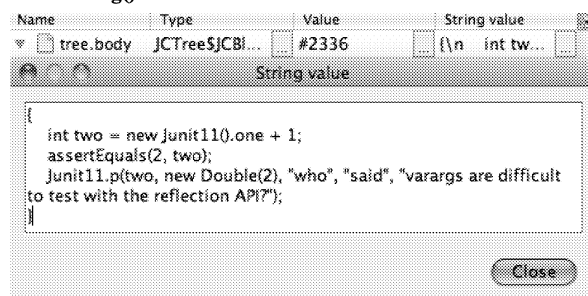 Name Type Value String value
tree.body JCTree$JCBl... #2336 ... {\n int tw... ...
String value
{
int two = new Junit11().one + 1;
assertEquals(2, two);
Junit11.p(two, new Double(2), "who", "said", "varargs are difficult
to test with the reflection API?");
}
Close